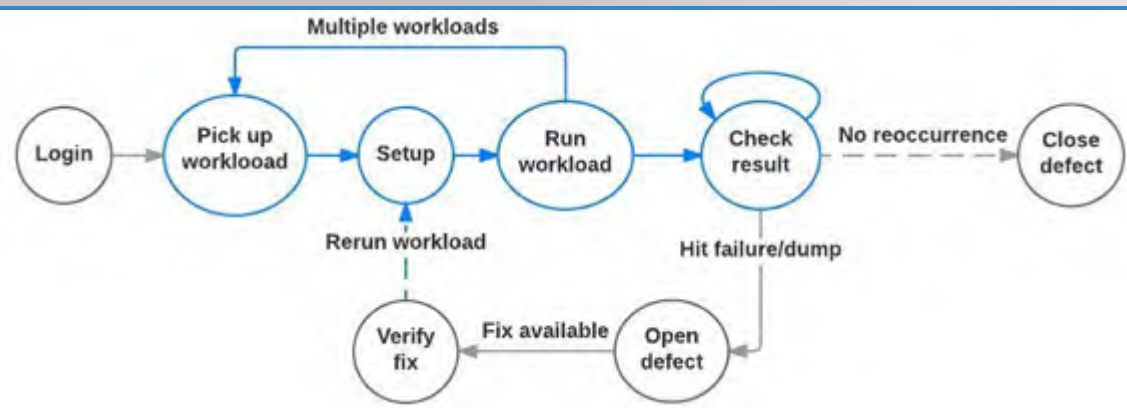 Multiple workloads
Login
Pick up
worklooad
Setup
Run
workload
Check
result
No reoccurrence
Close
defect
Rerun workload
Hit failure/dump
Verify
fix
Fix available
Open
defect